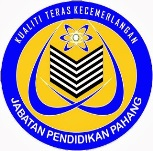 KUALITI TERAS KECEMERLANGAN
JABATAN PENDIDIKAN PAHANG